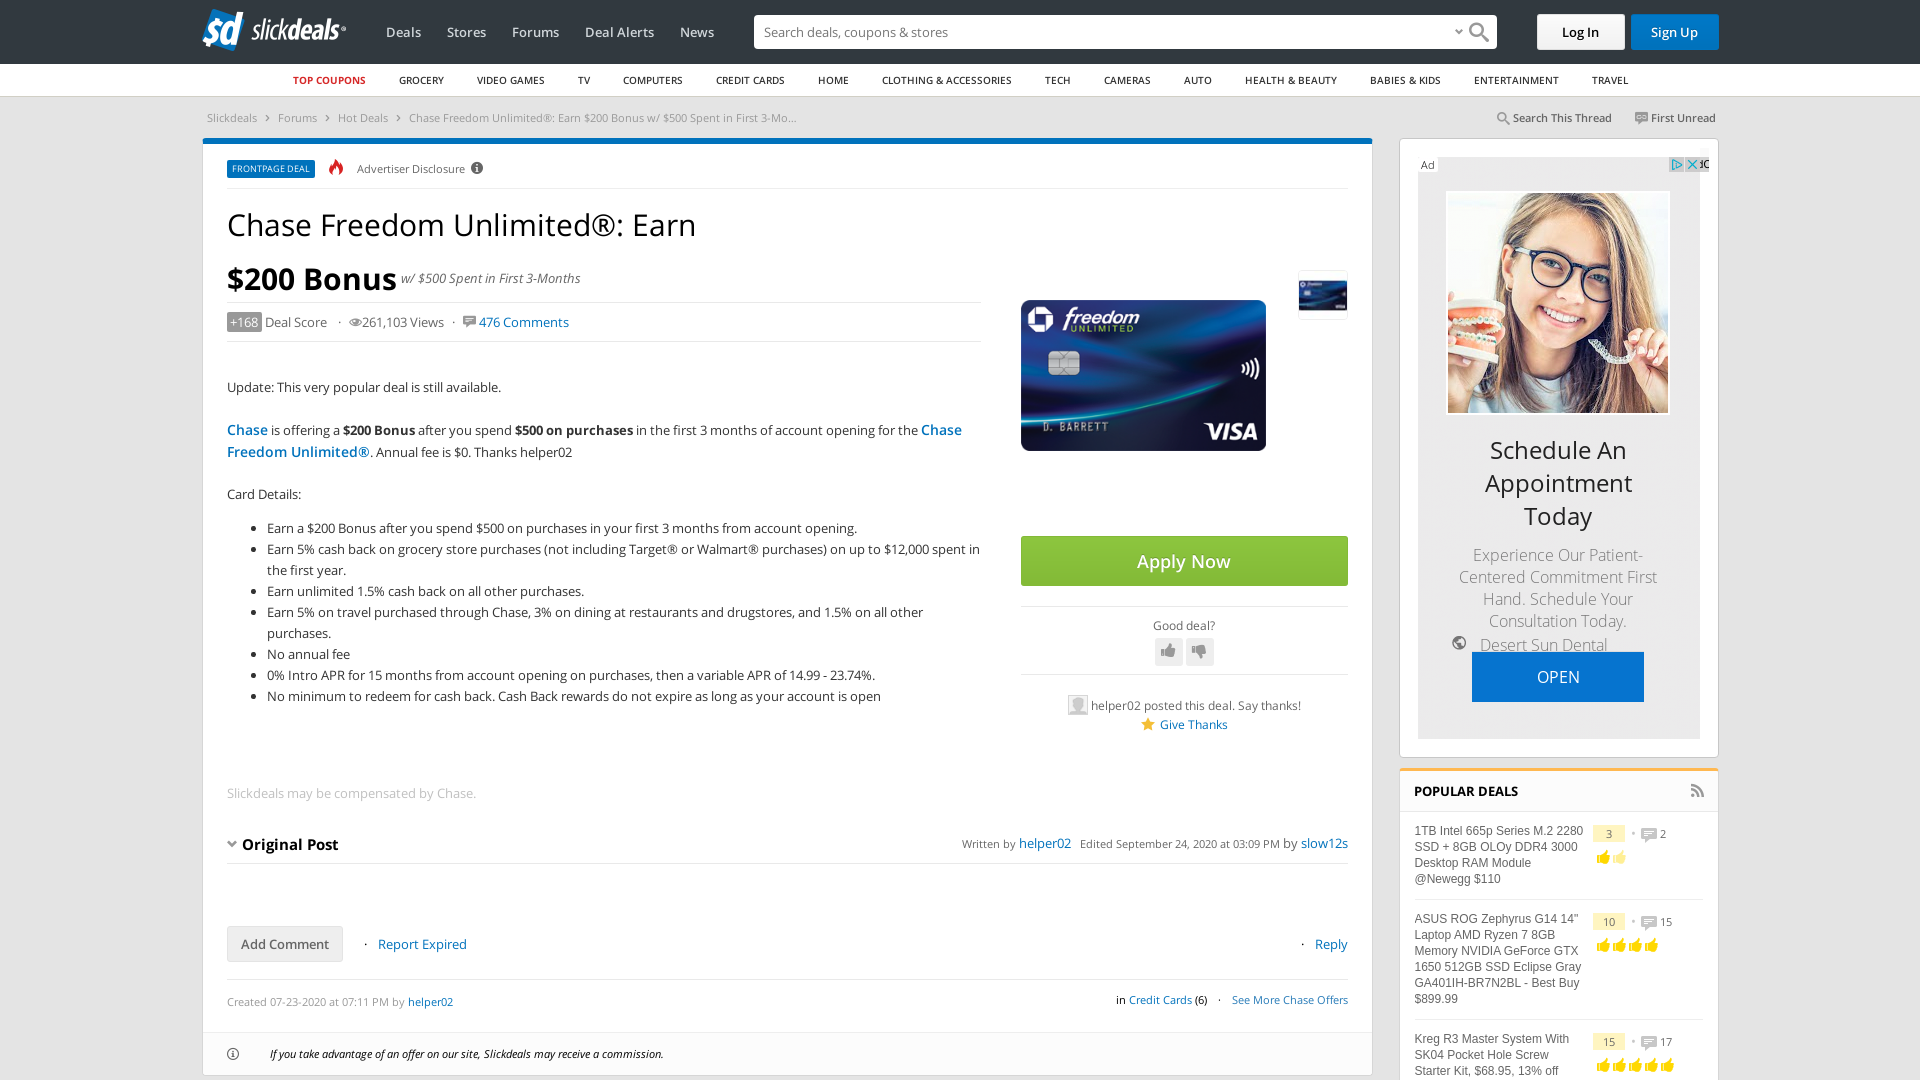 slickdeals
Deals
Stores
Forums
Deal Alerts
News
Search deals, coupons & stores
Log In
Sign Up
TOP COUPONS
GROCERY
VIDEO GAMES
TV
COMPUTERS
CREDIT CARDS
HOME
CLOTHING & ACCESSORIES
TECH
CAMERAS
AUTO
HEALTH & BEAUTY
BABIES & KIDS
ENTERTAINMENT
TRAVEL
Slickdeals > Forums > Hot Deals > Chase Freedom Unlimited®: Earn $200 Bonus w/ $500 Spent in First 3-Mo...
Search This Thread
First Unread
FRONTPAGE DEAL
Advertiser Disclosure
Chase Freedom Unlimited®: Earn
$200 Bonus w/ $500 Spent in First 3-Months
+168 Deal Score · 261,103 Views · 476 Comments
Update: This very popular deal is still available.
Chase is offering a $200 Bonus after you spend $500 on purchases in the first 3 months of account opening for the Chase
Freedom Unlimited®. Annual fee is $0. Thanks helper02
Card Details:
• Earn a $200 Bonus after you spend $500 on purchases in your first 3 months from account opening.
• Earn 5% cash back on grocery store purchases (not including Target® or Walmart® purchases) on up to $12,000 spent in
the first year.
• Earn unlimited 1.5% cash back on all other purchases.
• Earn 5% on travel purchased through Chase, 3% on dining at restaurants and drugstores, and 1.5% on all other
purchases.
• No annual fee
• 0% Intro APR for 15 months from account opening on purchases, then a variable APR of 14.99 - 23.74%.
• No minimum to redeem for cash back. Cash Back rewards do not expire as long as your account is open
freedom
UNLIMITED
D. BARRETT
VISA
Apply Now
Good deal?
helper02 posted this deal. Say thanks!
Give Thanks
Slickdeals may be compensated by Chase.
Original Post
Written by helper02 Edited September 24, 2020 at 03:09 PM by slow12s
Add Comment
· Report Expired
· Reply
Created 07-23-2020 at 07:11 PM by helper02
in Credit Cards (6) · See More Chase Offers
If you take advantage of an offer on our site, Slickdeals may receive a commission.
Ad
Schedule An
Appointment
Today
Experience Our Patient-
Centered Commitment First
Hand. Schedule Your
Consultation Today.
Desert Sun Dental
OPEN
POPULAR DEALS
1TB Intel 665p Series M.2 2280
SSD + 8GB OLOy DDR4 3000
Desktop RAM Module
@Newegg $110
3 • 2
ASUS ROG Zephyrus G14 14"
Laptop AMD Ryzen 7 8GB
Memory NVIDIA GeForce GTX
1650 512GB SSD Eclipse Gray
GA401IH-BR7N2BL - Best Buy
$899.99
10 • 15
Kreg R3 Master System With
SK04 Pocket Hole Screw
Starter Kit, $68.95, 13% off
15 • 17